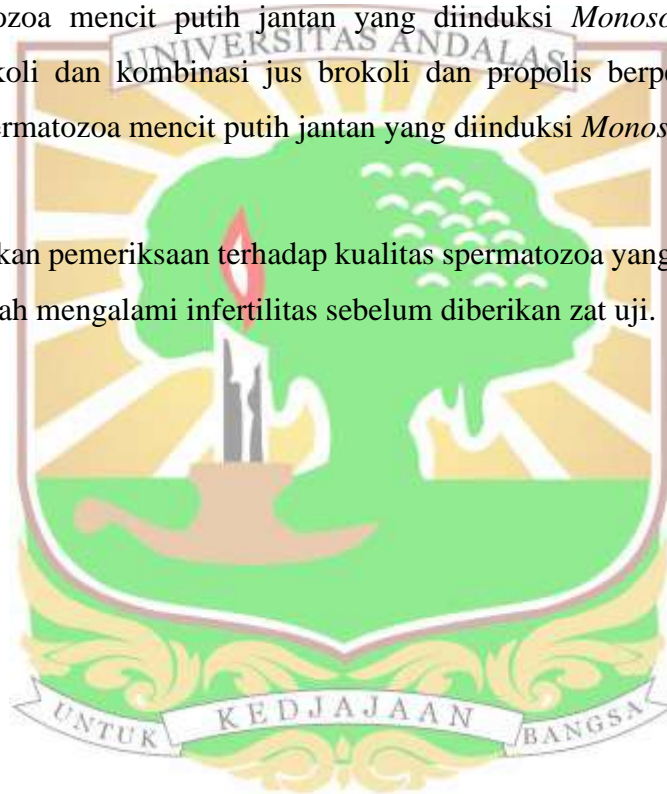 ozoa mencit putih jantan yang diinduksi Monoso
UNIVERSITAS ANDALAS
koli dan kombinasi jus brokoli dan propolis berpo
ermatozoa mencit putih jantan yang diinduksi Monos
kan pemeriksaan terhadap kualitas spermatozoa yang
ah mengalami infertilitas sebelum diberikan zat uji.
UNTUK KEDJAJAAN BANGSA